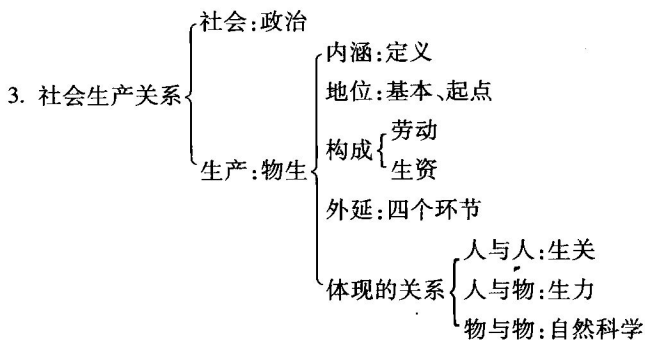 社会:政治
内涵:定义
地位:基本、起点
3. 社会生产关系
劳动
构成
生产:物生
生资
外延:四个环节
人与人:生关
体现的关系
人与物:生力
物与物:自然科学